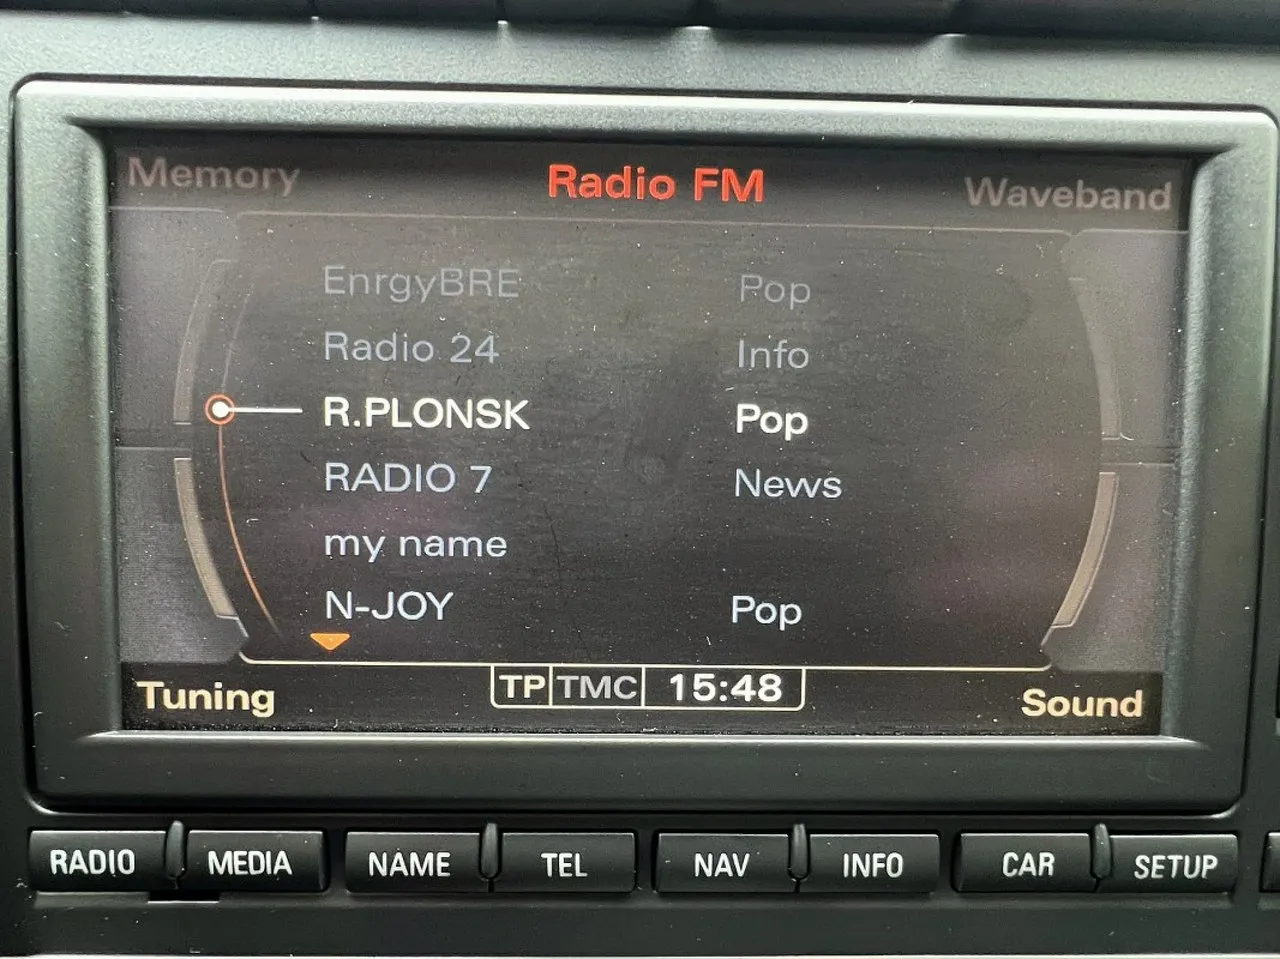 Memory Radio FM Waveband
EnrgyBRE Pop
Radio 24 Info
R.PLONSK Pop
RADIO 7 News
my name
N-JOY Pop
Tuning TP TMC 15:48 Sound
RADIO MEDIA NAME TEL NAV INFO CAR SETUP